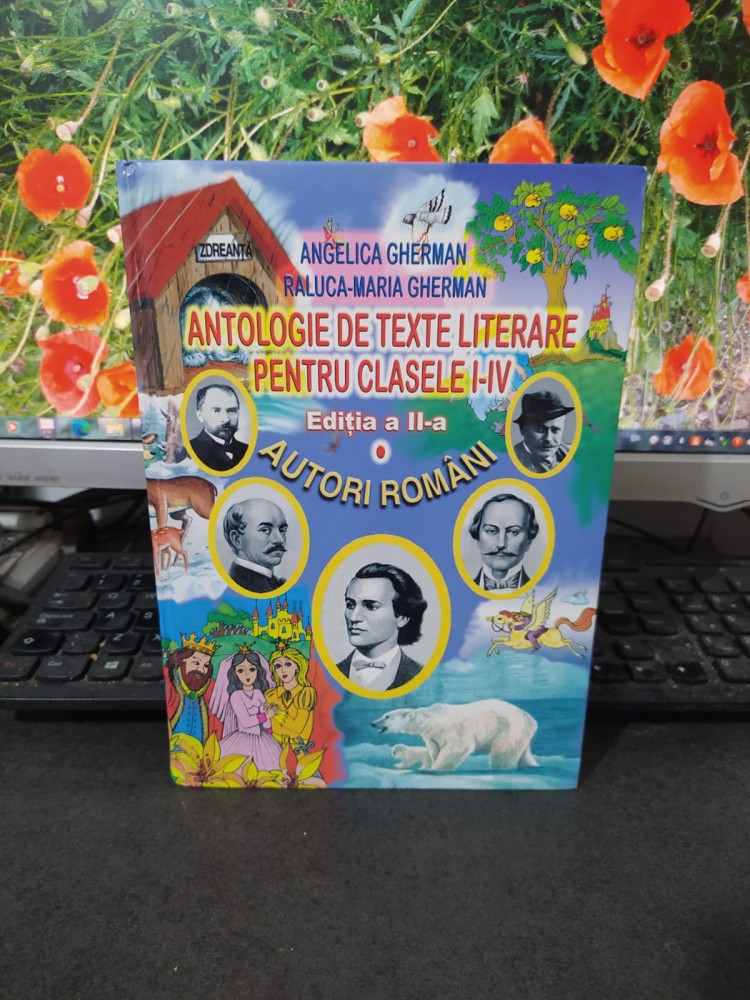 ZDREANȚĂ
ANGELICA GHERMAN
RALUCA-MARIA GHERMAN
ANTOLOGIE DE TEXTE LITERARE
PENTRU CLASELE I-IV
Ediția a II-a
AUTORI ROMÂNI